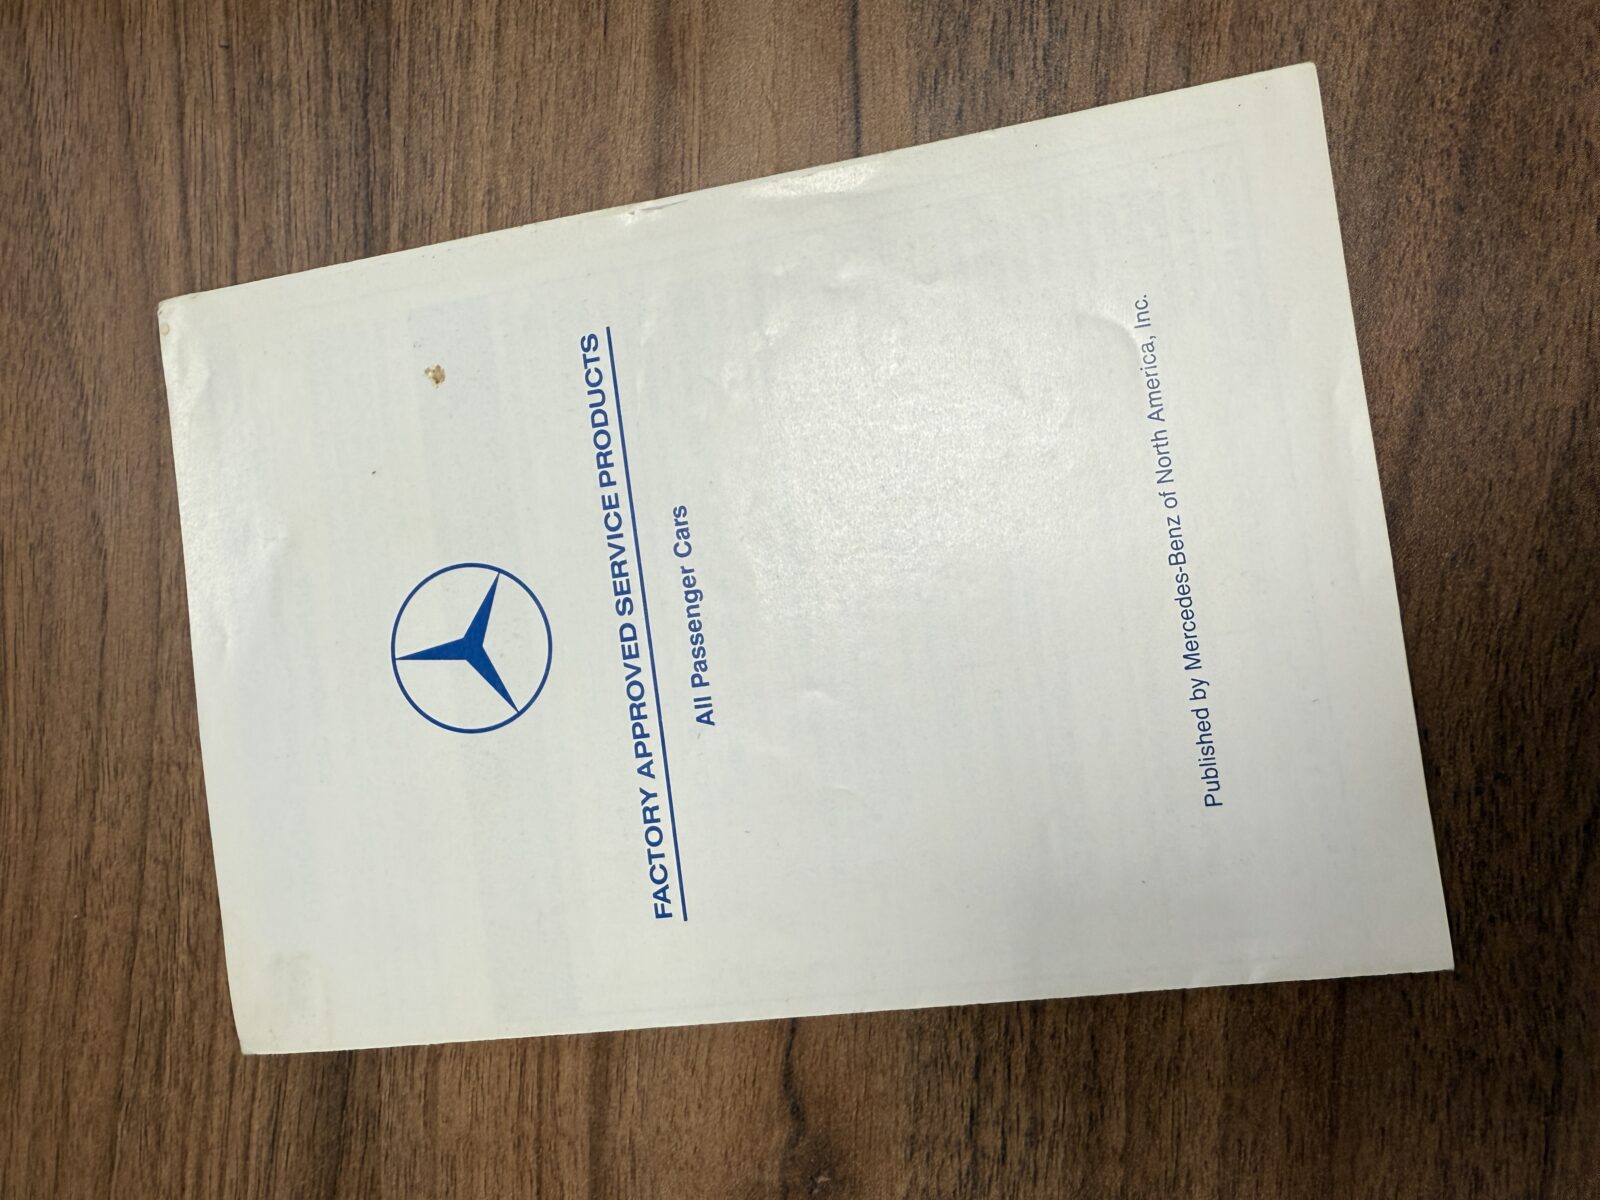 FACTORY APPROVED SERVICE PRODUCTS
All Passenger Cars
Published by Mercedes-Benz of North America, Inc.